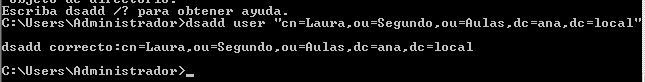 objeto de directorio.
Escriba dsadd /? para obtener ayuda.
C:\Users\Administrador>dsadd user "cn=Laura,ou=Segundo,ou=Aulas,dc=ana,dc=local"
dsadd correcto:cn=Laura,ou=Segundo,ou=Aulas,dc=ana,dc=local
C:\Users\Administrador>_